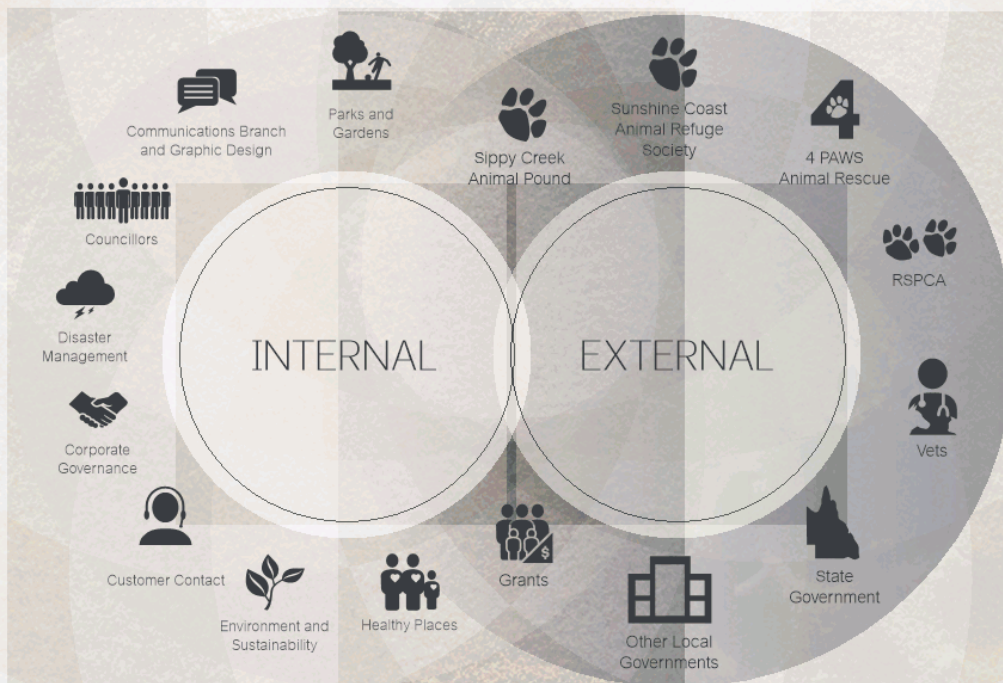 Communications Branch
and Graphic Design
Parks and
Gardens
Sippy Creek
Animal Pound
Sunshine Coast
Animal Refuge
Society
4
4 PAWS
Animal Rescue
Councillors
RSPCA
Disaster
Management
INTERNAL
EXTERNAL
Corporate
Governance
Vets
Customer Contact
Environment and
Sustainability
Healthy Places
$
Grants
Other Local
Governments
State
Government